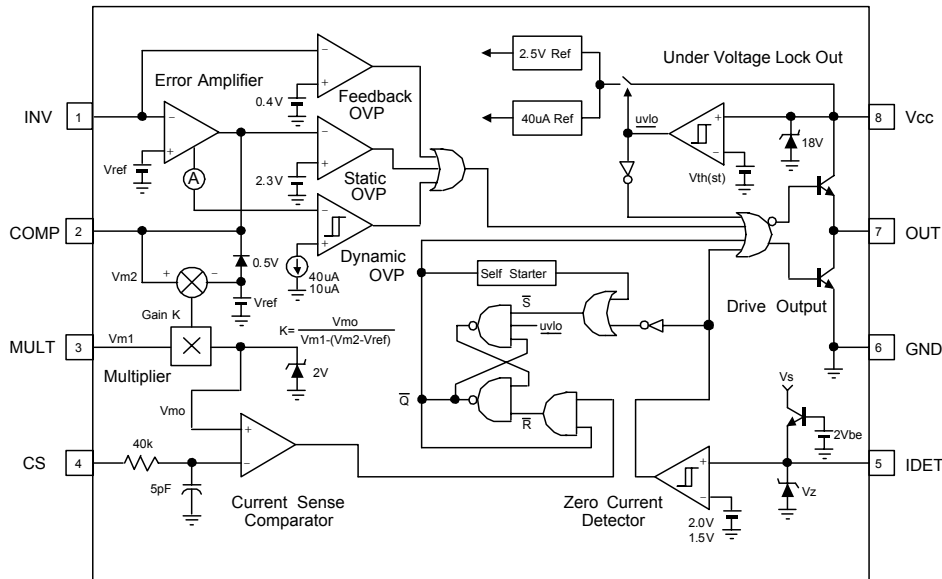 INV 1
COMP 2
MULT 3
CS 4
Vcc 8
OUT 7
GND 6
IDET 5
Error Amplifier
Vref
A
0.4V
Feedback
OVP
2.3V
Static
OVP
40uA
10uA
Dynamic
OVP
2.5V Ref
40uA Ref
Under Voltage Lock Out
uvlo
18V
Vth(st)
Vm2
0.5V
Vref
Gain K
Vm1
Multiplier
K= Vmo
Vm1-(Vm2-Vref)
2V
Vmo
40k
5pF
Current Sense
Comparator
Self Starter
S̅
uvlo
Q̅
R̅
Drive Output
Zero Current
Detector
2.0V
1.5V
Vs
2Vbe
Vz